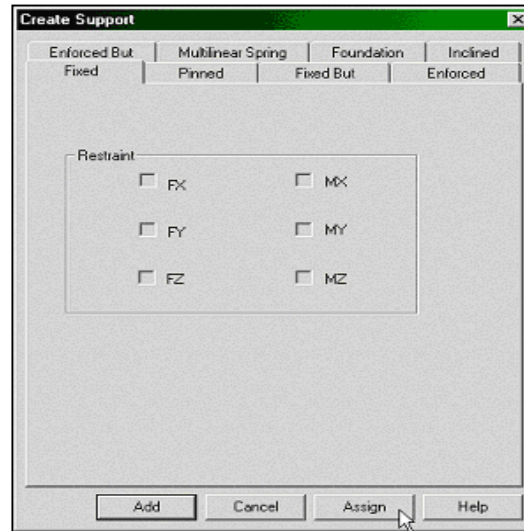 Create Support
Enforced But Multilinear Spring Foundation Inclined
Fixed Pinned Fixed But Enforced
Restraint
FX MX
FY MY
FZ MZ
Add Cancel Assign Help